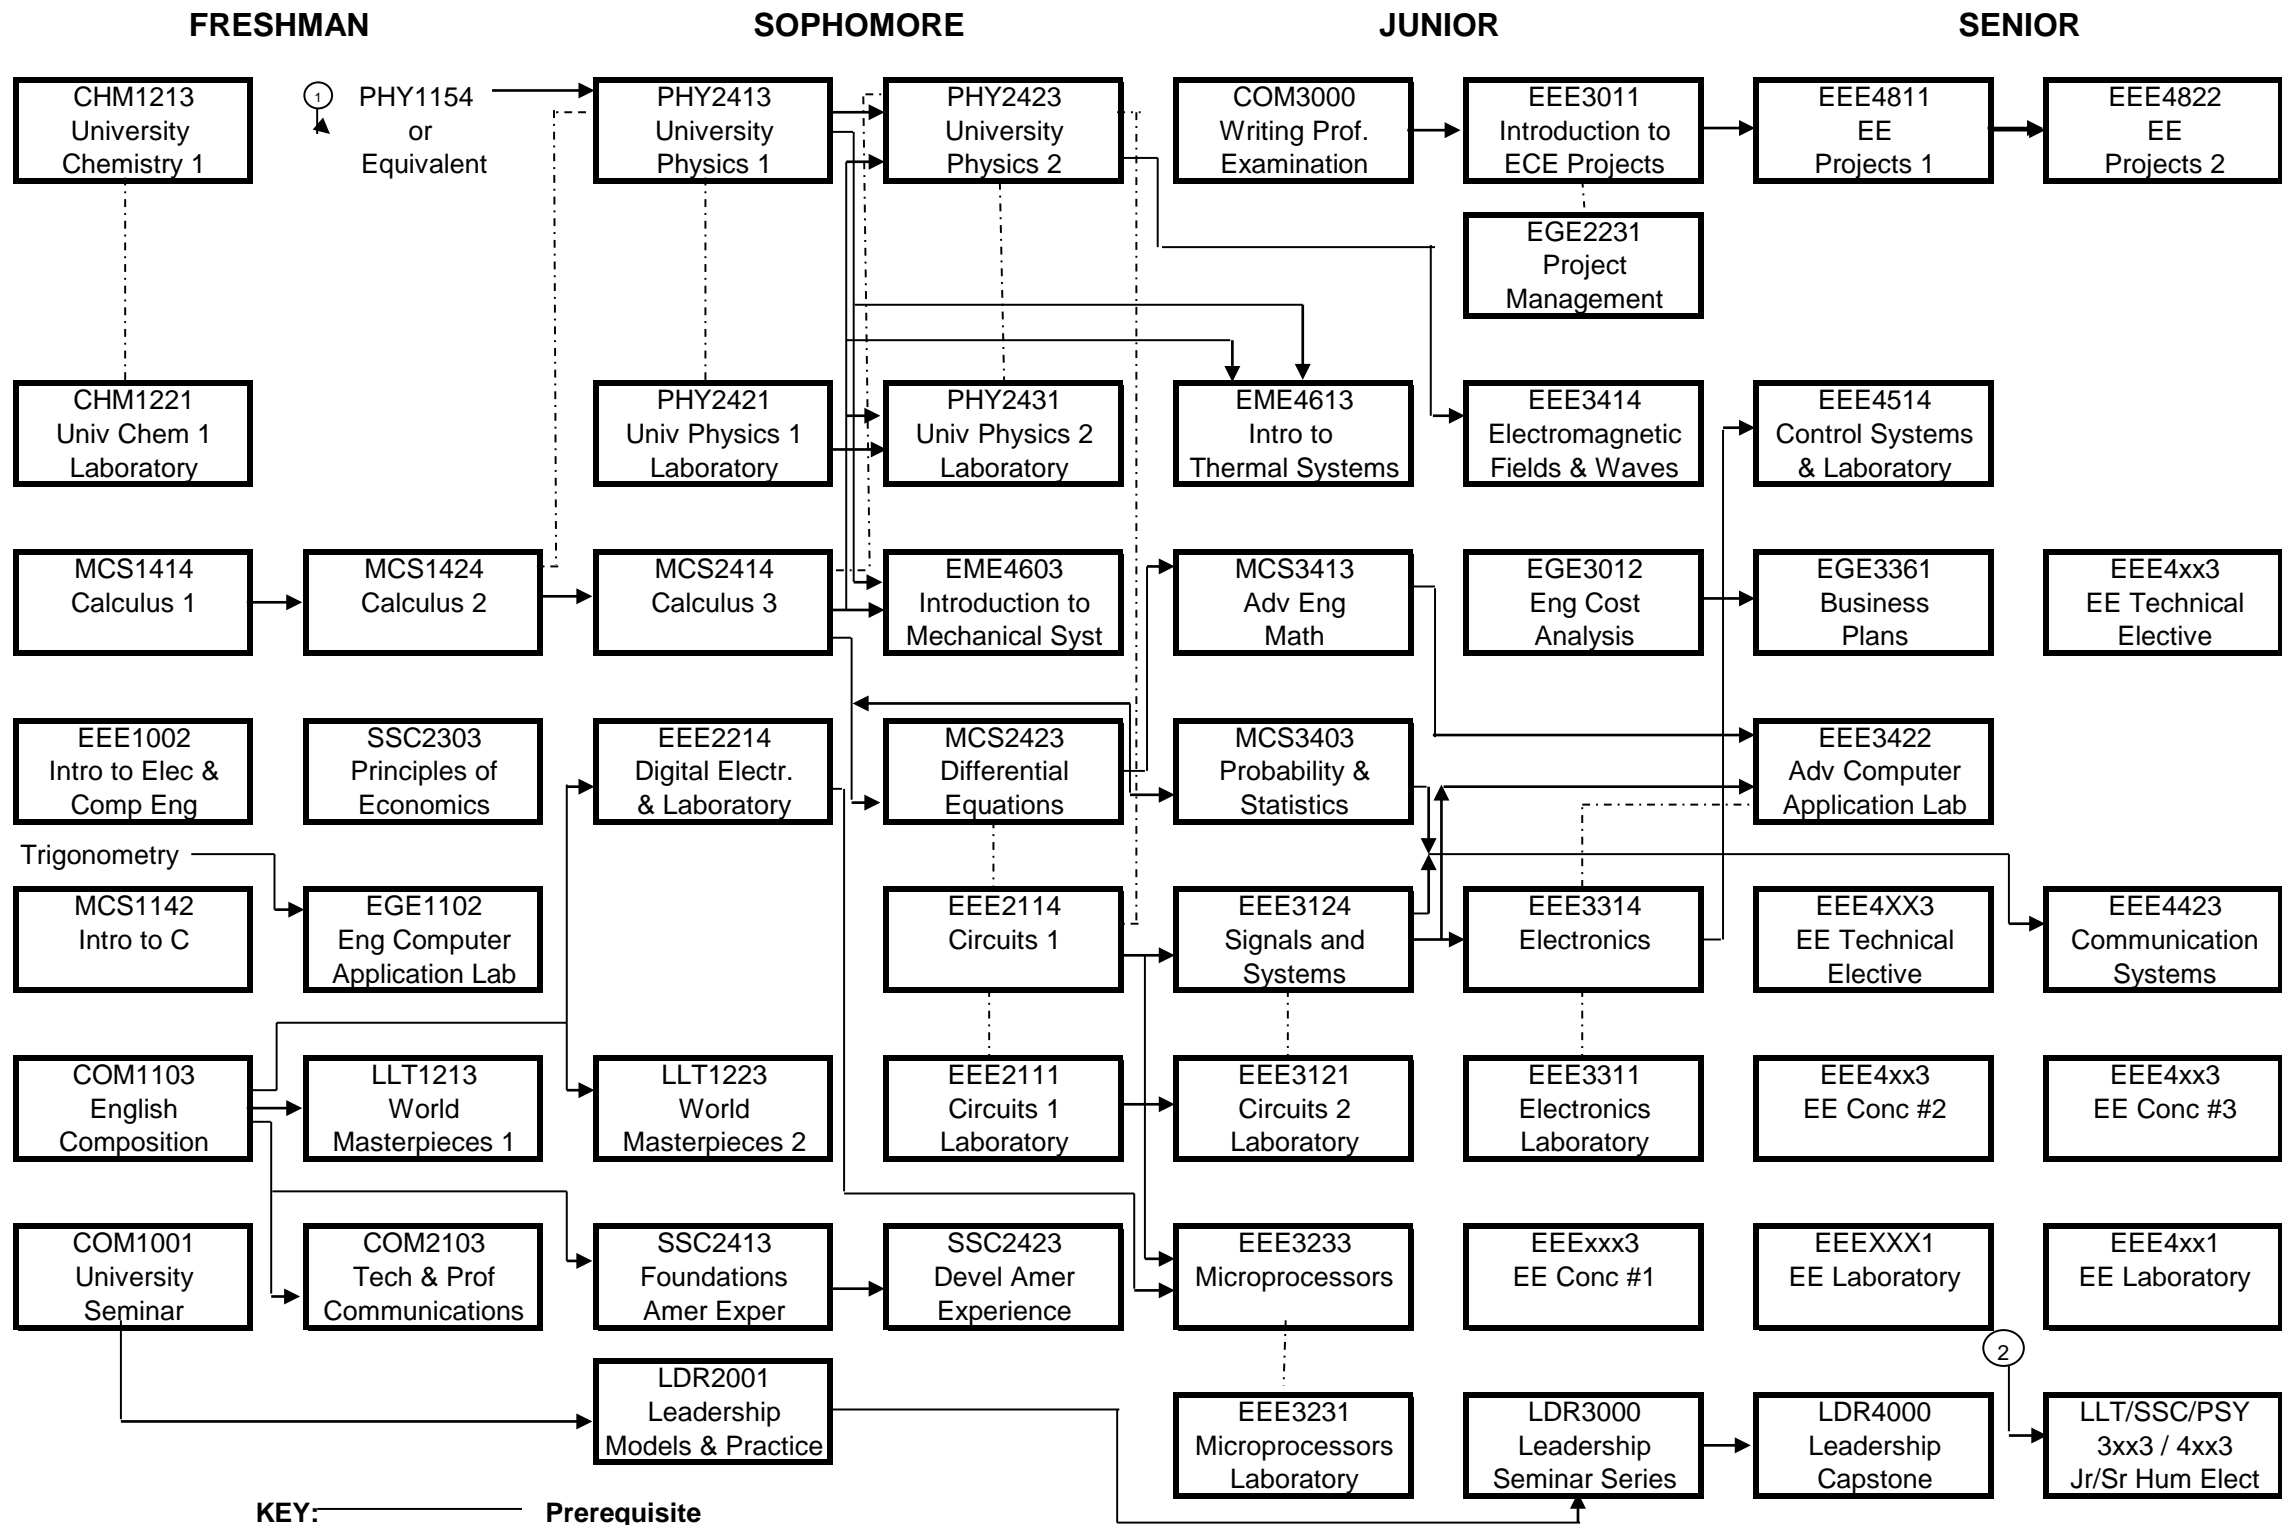 FRESHMAN
SOPHOMORE
JUNIOR
SENIOR
CHM1213
University
Chemistry 1
1
PHY1154
or
Equivalent
PHY2413
University
Physics 1
PHY2423
University
Physics 2
COM3000
Writing Prof.
Examination
EEE3011
Introduction to
ECE Projects
EEE4811
EE
Projects 1
EEE4822
EE
Projects 2
EGE2231
Project
Management
CHM1221
Univ Chem 1
Laboratory
PHY2421
Univ Physics 1
Laboratory
PHY2431
Univ Physics 2
Laboratory
EME4613
Intro to
Thermal Systems
EEE3414
Electromagnetic
Fields & Waves
EEE4514
Control Systems
& Laboratory
MCS1414
Calculus 1
MCS1424
Calculus 2
MCS2414
Calculus 3
EME4603
Introduction to
Mechanical Syst
MCS3413
Adv Eng
Math
EGE3012
Eng Cost
Analysis
EGE3361
Business
Plans
EEE4xx3
EE Technical
Elective
EEE1002
Intro to Elec &
Comp Eng
SSC2303
Principles of
Economics
EEE2214
Digital Electr.
& Laboratory
MCS2423
Differential
Equations
MCS3403
Probability &
Statistics
EEE3422
Adv Computer
Application Lab
Trigonometry
MCS1142
Intro to C
EGE1102
Eng Computer
Application Lab
EEE2114
Circuits 1
EEE3124
Signals and
Systems
EEE3314
Electronics
EEE4XX3
EE Technical
Elective
EEE4423
Communication
Systems
COM1103
English
Composition
LLT1213
World
Masterpieces 1
LLT1223
World
Masterpieces 2
EEE2111
Circuits 1
Laboratory
EEE3121
Circuits 2
Laboratory
EEE3311
Electronics
Laboratory
EEE4xx3
EE Conc #2
EEE4xx3
EE Conc #3
COM1001
University
Seminar
COM2103
Tech & Prof
Communications
SSC2413
Foundations
Amer Exper
SSC2423
Devel Amer
Experience
EEE3233
Microprocessors
EEExxx3
EE Conc #1
EEEXXX1
EE Laboratory
EEE4xx1
EE Laboratory
2
LDR2001
Leadership
Models & Practice
EEE3231
Microprocessors
Laboratory
LDR3000
Leadership
Seminar Series
LDR4000
Leadership
Capstone
LLT/SSC/PSY
3xx3 / 4xx3
Jr/Sr Hum Elect
KEY: Prerequisite